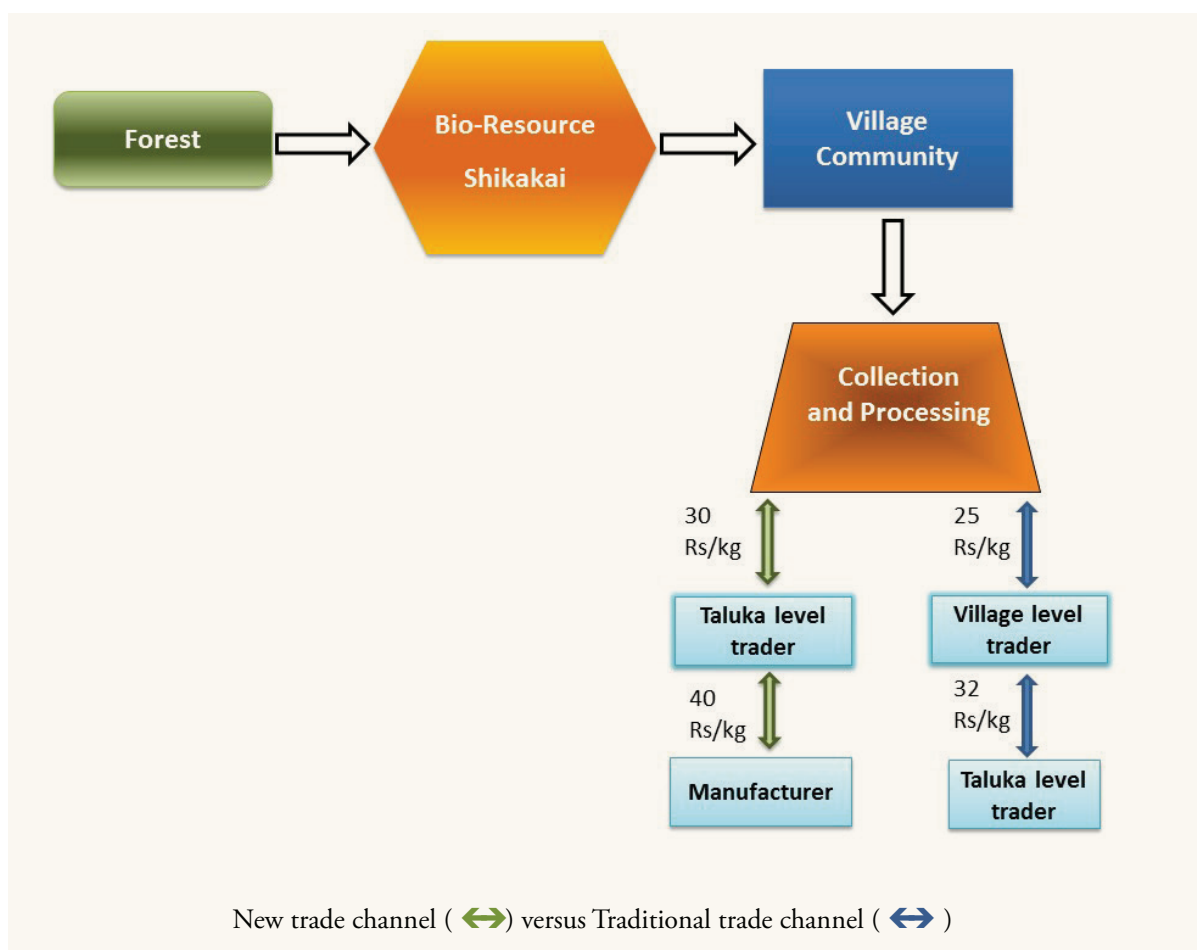 Forest
Bio-Resource
Shikakai
Village
Community
Collection
and Processing
30
Rs/kg
25
Rs/kg
Taluka level
trader
Village level
trader
40
Rs/kg
32
Rs/kg
Manufacturer
Taluka level
trader
New trade channel ( ↔) versus Traditional trade channel ( ↔ )